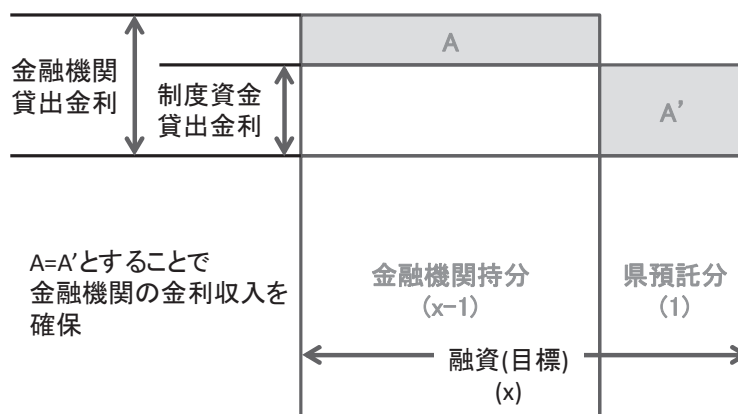 金融機関
貸出金利
制度資金
貸出金利
A
A’
A=A’とすることで
金融機関の金利収入を
確保
金融機関持分
(x-1)
県預託分
(1)
融資(目標)
(x)